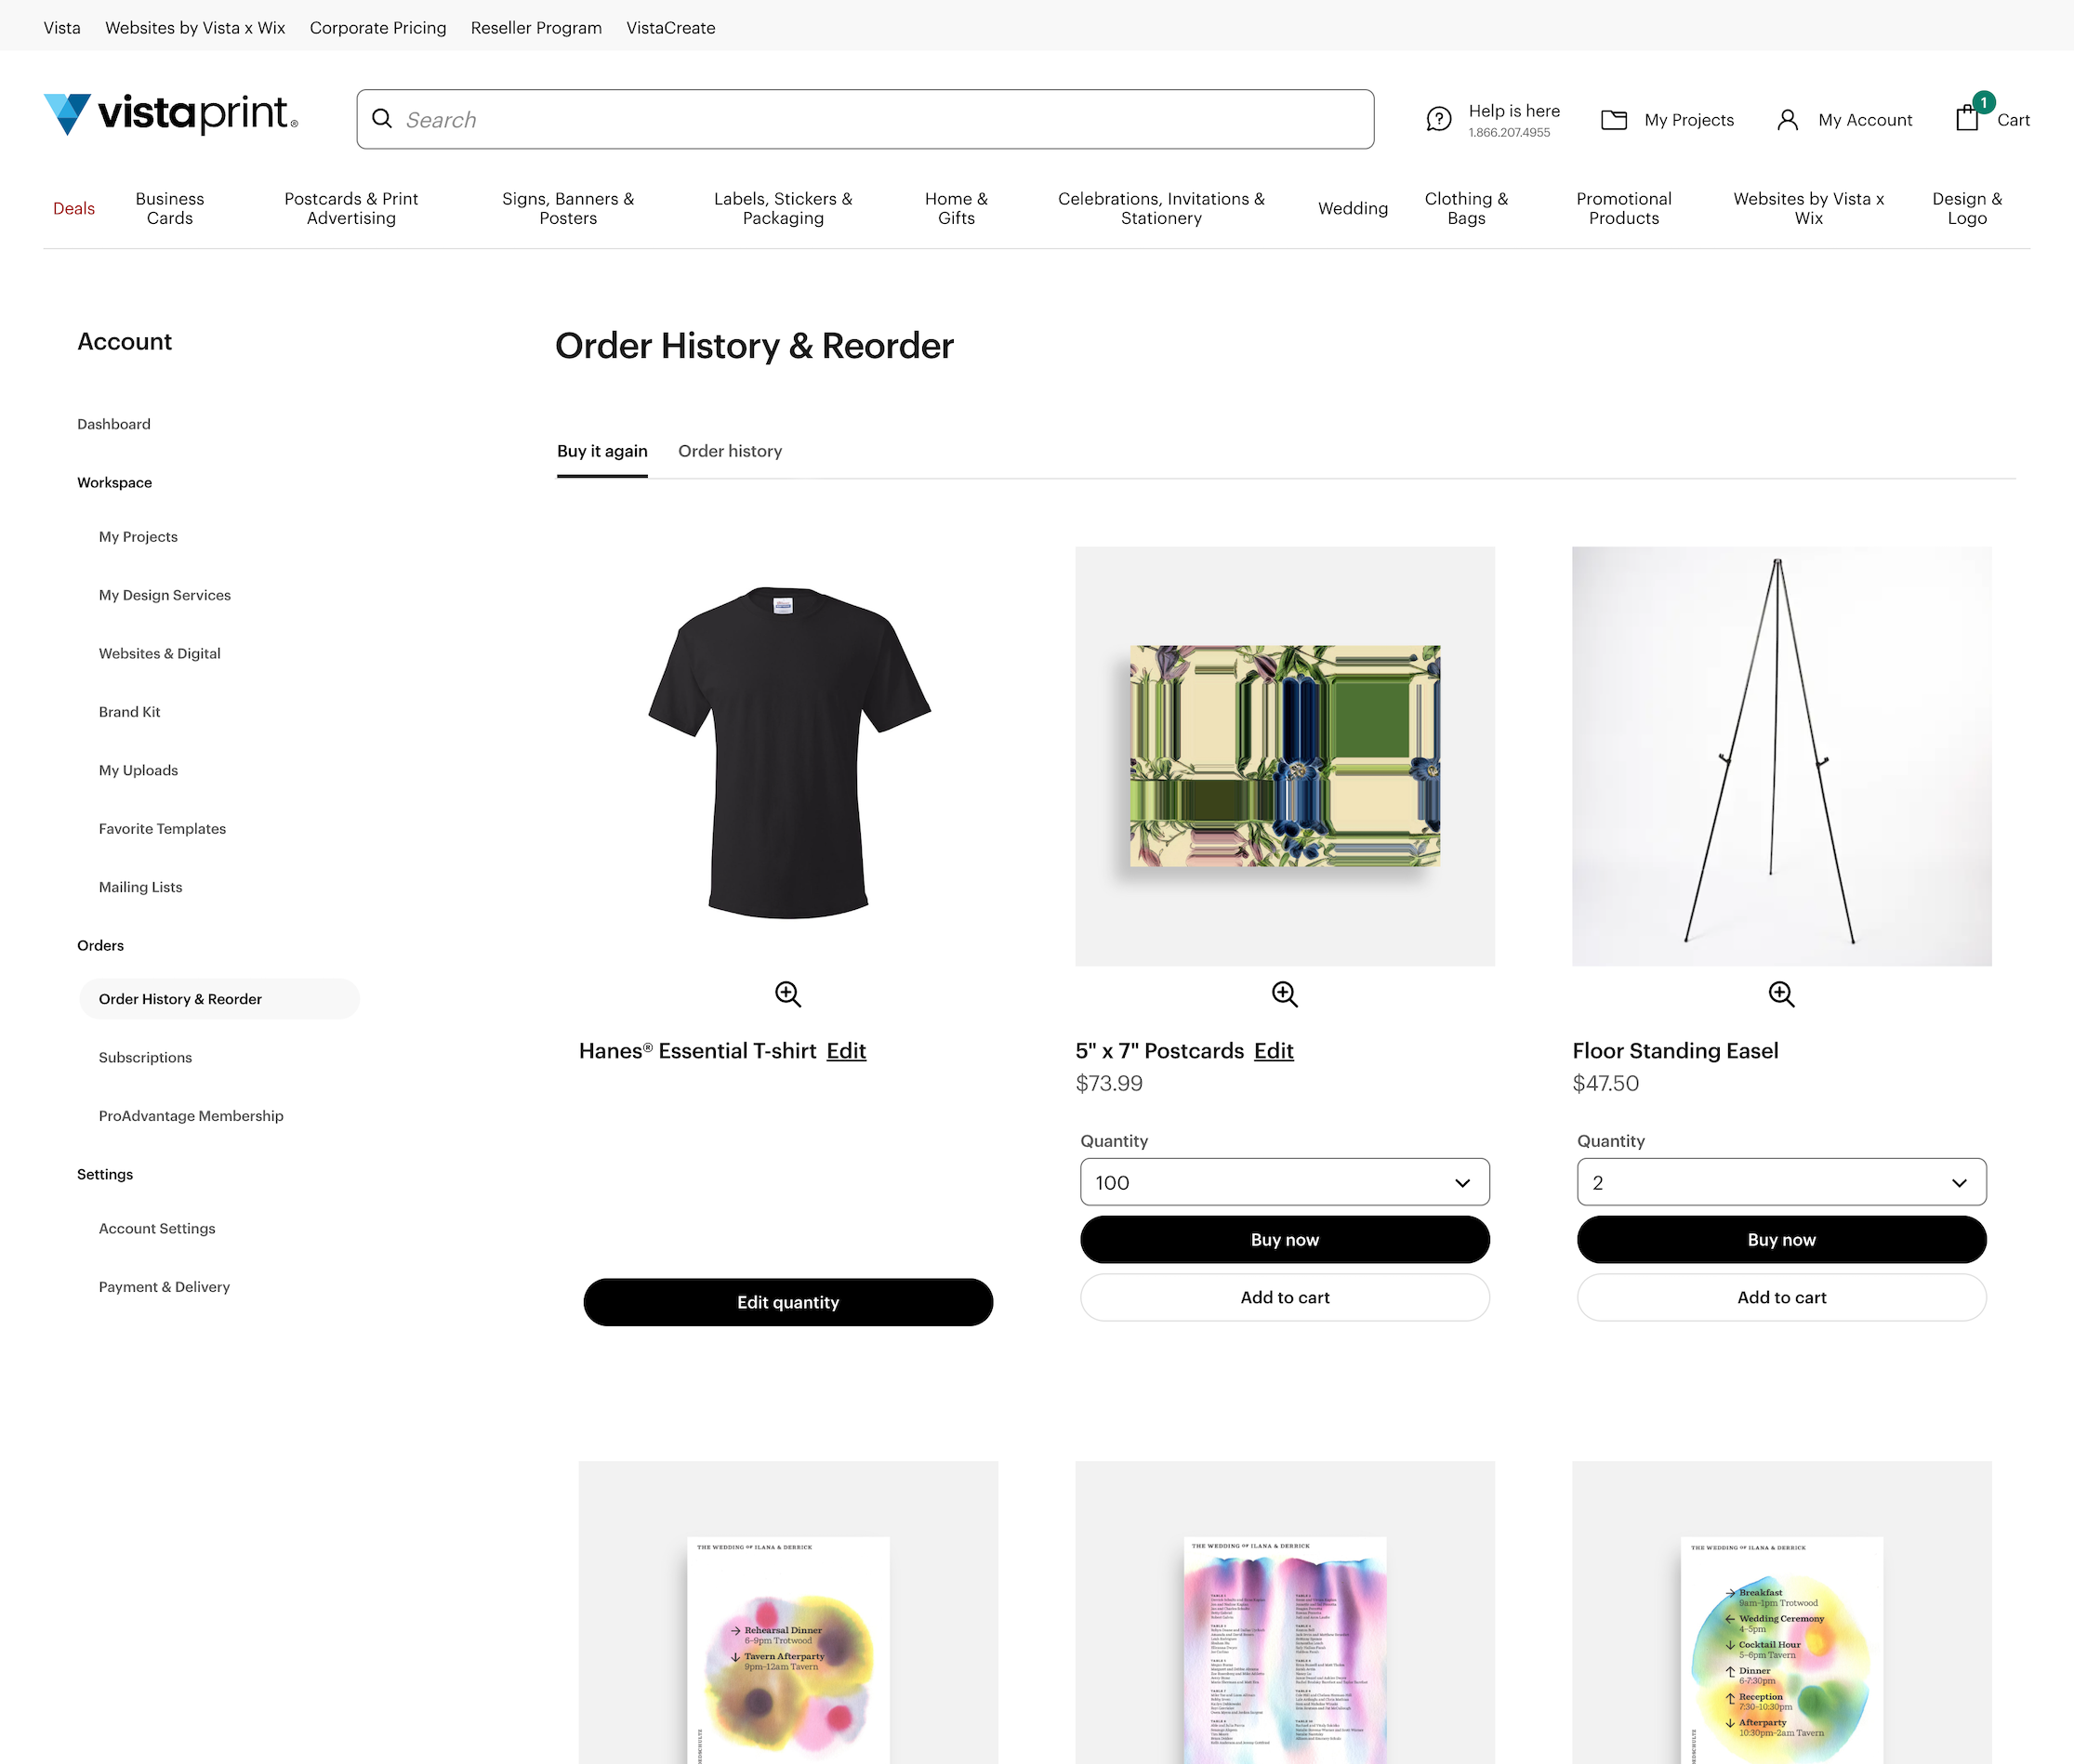 Vista Websites by Vista x Wix Corporate Pricing Reseller Program VistaCreate
vistaprint®
Search
Help is here
1.866.207.4955
My Projects
My Account
1
Cart
Deals
Business
Cards
Postcards & Print
Advertising
Signs, Banners &
Posters
Labels, Stickers &
Packaging
Home &
Gifts
Celebrations, Invitations &
Stationery
Wedding
Clothing &
Bags
Promotional
Products
Websites by Vista x
Wix
Design &
Logo
Account
Dashboard
Workspace
My Projects
My Design Services
Websites & Digital
Brand Kit
My Uploads
Favorite Templates
Mailing Lists
Orders
Order History & Reorder
Subscriptions
ProAdvantage Membership
Settings
Account Settings
Payment & Delivery
Order History & Reorder
Buy it again Order history
Hanes® Essential T-shirt Edit
Edit quantity
5" x 7" Postcards Edit
$73.99
Quantity
100
Buy now
Add to cart
Floor Standing Easel
$47.50
Quantity
2
Buy now
Add to cart
THE WEDDING OF ILANA & DERRICK
→ Rehearsal Dinner
6-9pm Trotwood
↓ Tavern Afterparty
9pm-12am Tavern
THE WEDDING OF ILANA & DERRICK
THE WEDDING OF ILANA & DERRICK
→ Breakfast
9am-1pm Trotwood
← Wedding Ceremony
4-5pm
↓ Cocktail Hour
5-6pm Tavern
Dinner
6-7:30pm
Reception
7:30-10:30pm
↓ Afterparty
10:30pm-2am Tavern